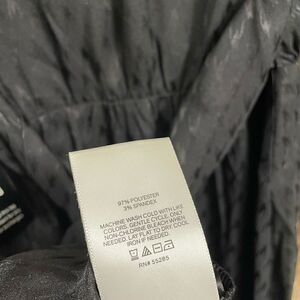 97% POLYESTER
3% SPANDEX
MACHINE WASH COLD WITH LIKE
COLORS, GENTLE CYCLE. ONLY
NON-CHLORINE BLEACH WHEN
NEEDED. LAY FLAT TO DRY. COOL
IRON IF NEEDED.
RN# 55285